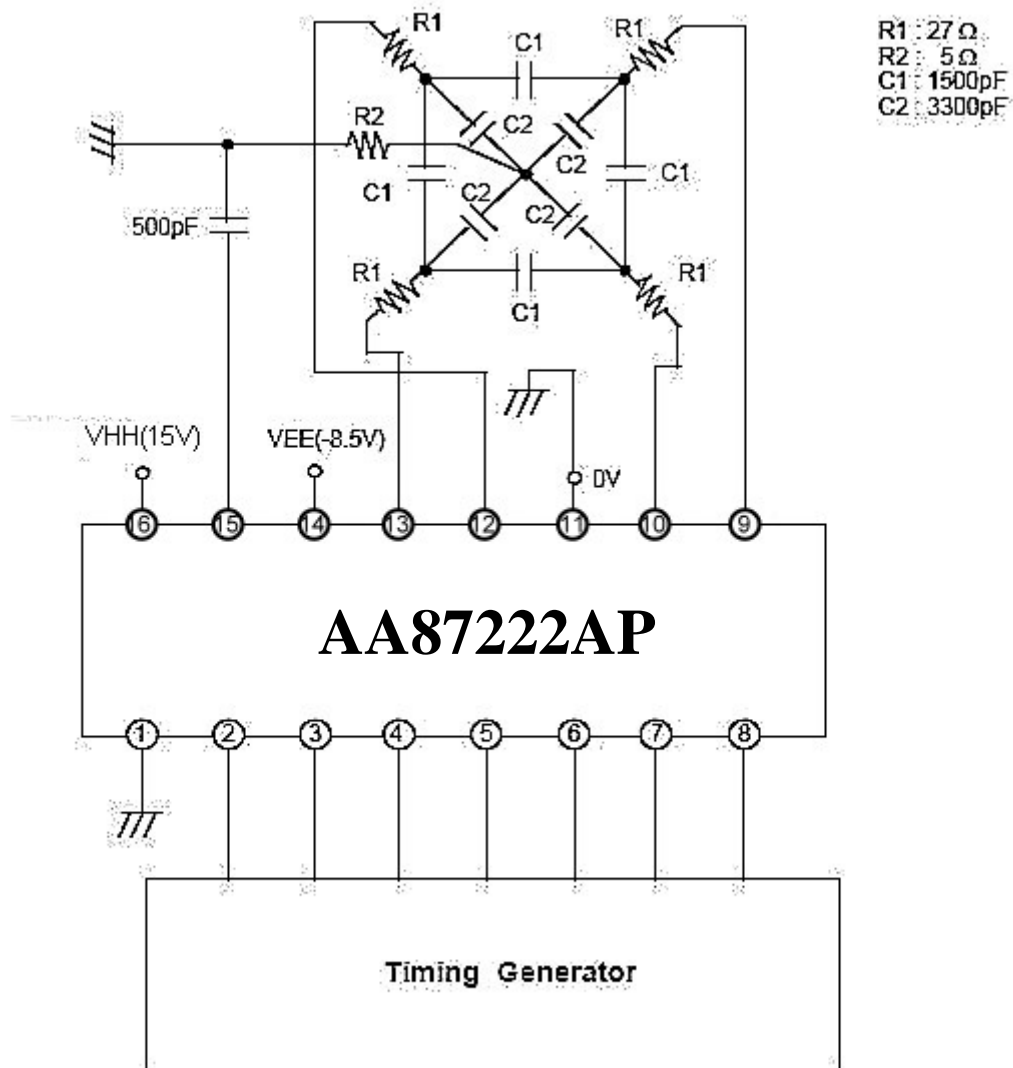 R1
C1
R1
R1 : 27 Ω
R2 : 5 Ω
C1 : 1500pF
C2 : 3300pF
R2
C2
C2
C1
C2
C2
C1
500pF
R1
R1
C1
VHH(15V)
VEE(-8.5V)
0V
16 15 14 13 12 11 10 9
AA87222AP
1 2 3 4 5 6 7 8
Timing Generator